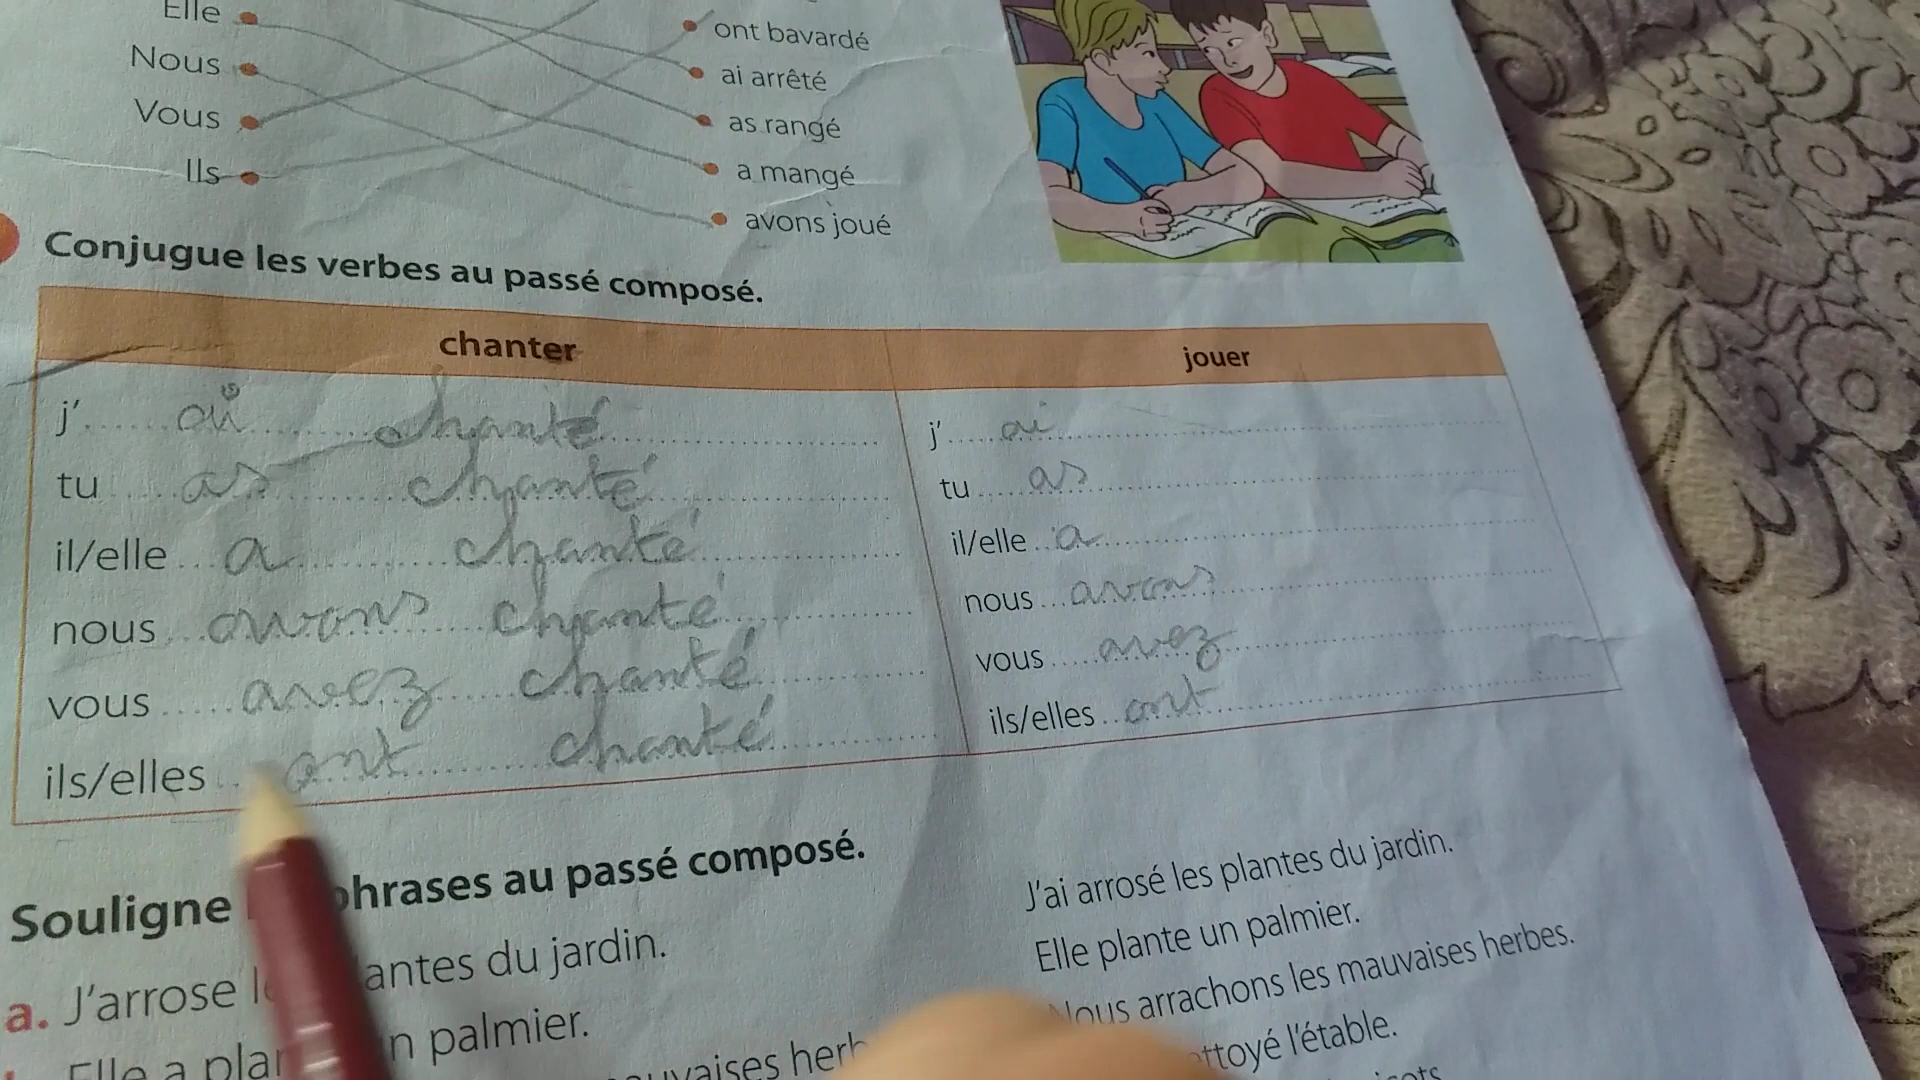 Elle
ont bavardé
Nous
ai arrêté
Vous
as rangé
Ils
a mangé
avons joué
Conjugue les verbes au passé composé.
chanter
jouer
j' ai chanté
tu as chanté
il/elle a chanté
nous avons chanté
vous avez chanté
ils/elles ont chanté
j' ai
tu as
il/elle a
nous avons
vous avez
ils/elles ont
Souligne phrases au passé composé.
a. J'arrose du jardin.
Elle a palmier.
J'ai arrosé les plantes du jardin.
Elle plante un palmier.
Nous arrachons les mauvaises herbes.
l'étable.